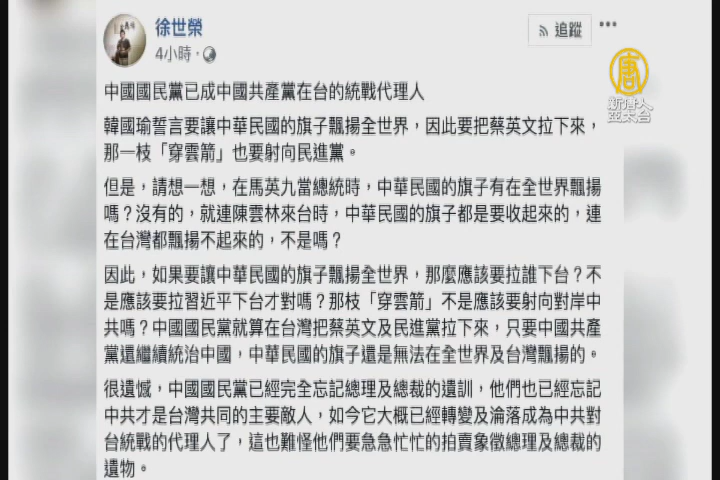 徐世榮
4小時
追蹤
唐
新唐人
亞太台
中國國民黨已成中國共產黨在台的統戰代理人
韓國瑜誓言要讓中華民國的旗子飄揚全世界，因此要把蔡英文拉下來，
那一枝「穿雲箭」也要射向民進黨。
但是，請想一想，在馬英九當總統時，中華民國的旗子有在全世界飄揚
嗎？沒有的，就連陳雲林來台時，中華民國的旗子都是要收起來的，連
在台灣都飄揚不起來的，不是嗎？
因此，如果要讓中華民國的旗子飄揚全世界，那麼應該要拉誰下台？不
是應該要拉習近平下台才對嗎？那枝「穿雲箭」不是應該要射向對岸中
共嗎？中國國民黨就算在台灣把蔡英文及民進黨拉下來，只要中國共產
黨還繼續統治中國，中華民國的旗子還是無法在全世界及台灣飄揚的。
很遺憾，中國國民黨已經完全忘記總理及總裁的遺訓，他們也已經忘記
中共才是台灣共同的主要敵人，如今它大概已經轉變及淪落成為中共對
台統戰的代理人了，這也難怪他們要急急忙忙的拍賣象徵總理及總裁的
遺物。